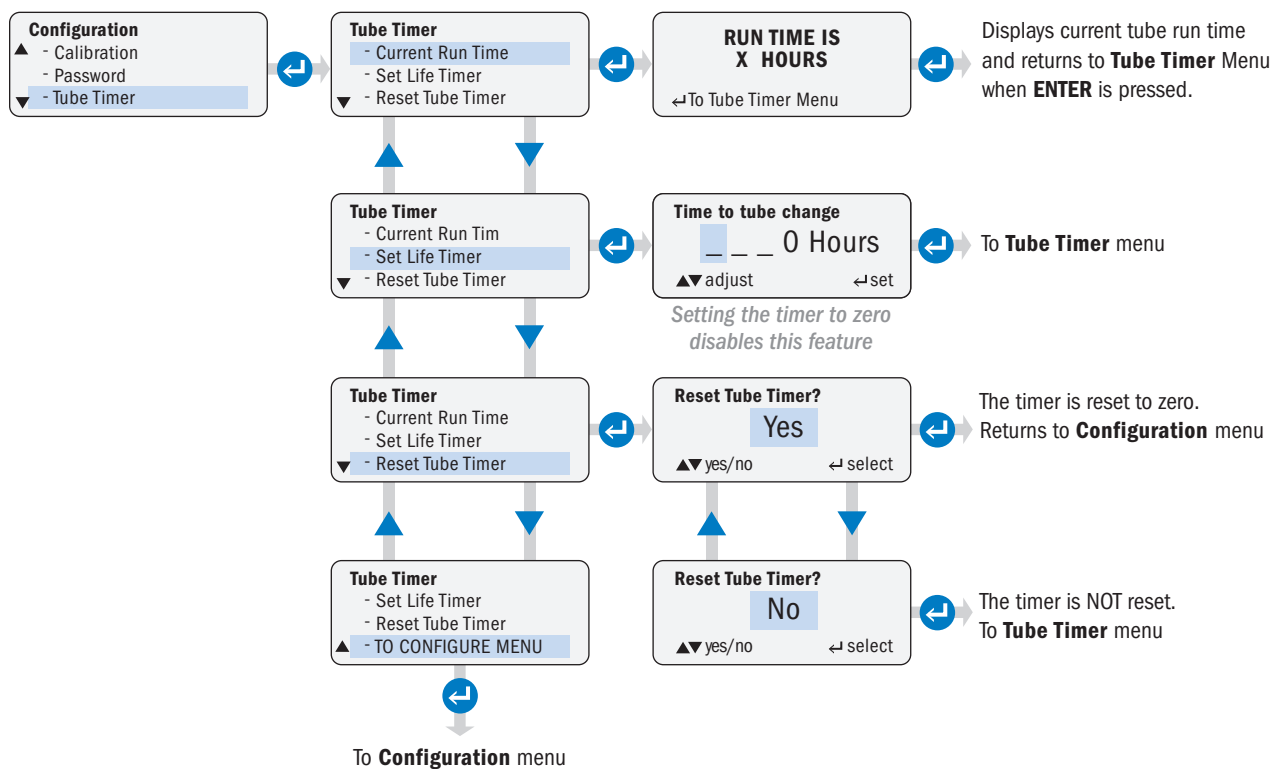 Configuration
- Calibration
- Password
- Tube Timer
Tube Timer
- Current Run Time
- Set Life Timer
- Reset Tube Timer
RUN TIME IS
X HOURS
↵To Tube Timer Menu
Displays current tube run time
and returns to Tube Timer Menu
when ENTER is pressed.
Tube Timer
- Current Run Tim
- Set Life Timer
- Reset Tube Timer
Time to tube change
_ _ _ 0 Hours
▲▼ adjust ↵ set
Setting the timer to zero
disables this feature
To Tube Timer menu
Tube Timer
- Current Run Time
- Set Life Timer
- Reset Tube Timer
Reset Tube Timer?
Yes
▲▼ yes/no ↵ select
The timer is reset to zero.
Returns to Configuration menu
Tube Timer
- Set Life Timer
- Reset Tube Timer
- TO CONFIGURE MENU
Reset Tube Timer?
No
▲▼ yes/no ↵ select
The timer is NOT reset.
To Tube Timer menu
To Configuration menu